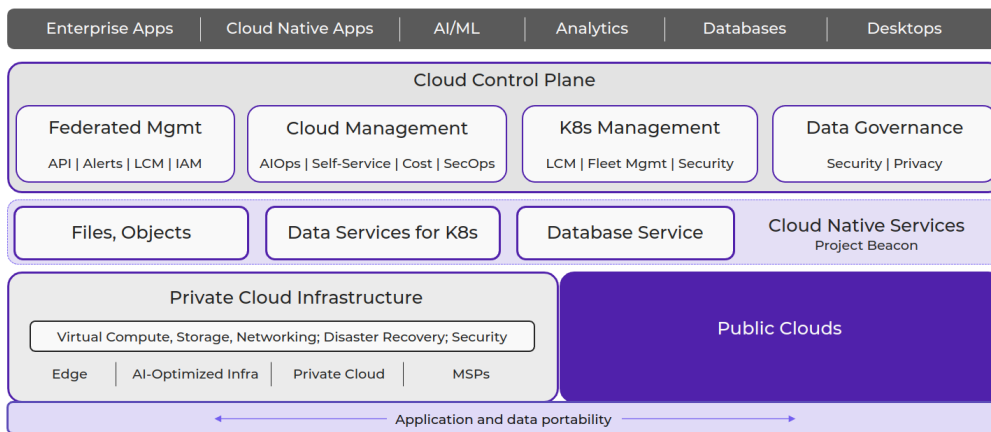 Enterprise Apps | Cloud Native Apps | AI/ML | Analytics | Databases | Desktops
Cloud Control Plane
Federated Mgmt
API | Alerts | LCM | IAM
Cloud Management
AIOps | Self-Service | Cost | SecOps
K8s Management
LCM | Fleet Mgmt | Security
Data Governance
Security | Privacy
Files, Objects
Data Services for K8s
Database Service
Cloud Native Services
Project Beacon
Private Cloud Infrastructure
Virtual Compute, Storage, Networking; Disaster Recovery; Security
Edge | AI-Optimized Infra | Private Cloud | MSPs
Public Clouds
Application and data portability